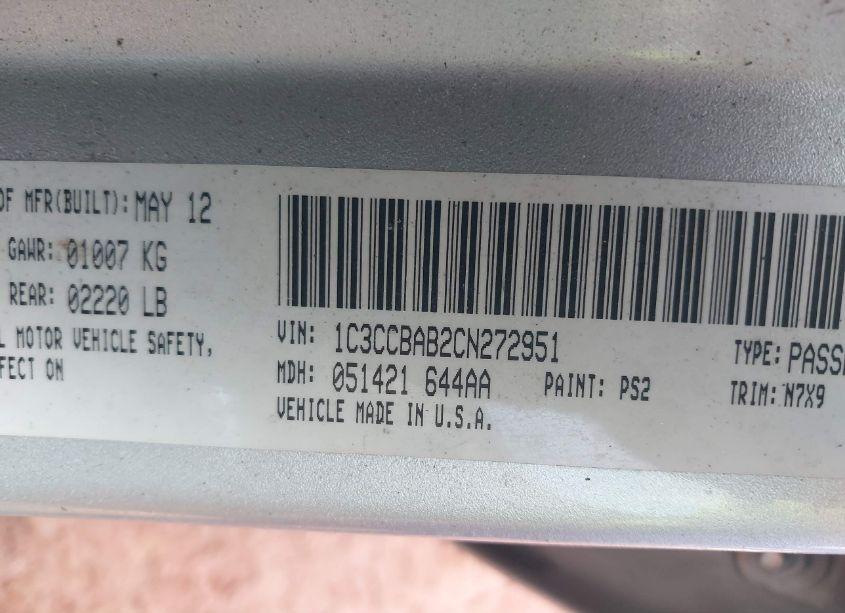 OF MFR(BUILT): MAY 12
GAWR: 01007 KG
REAR: 02220 LB
MOTOR VEHICLE SAFETY,
ON
VIN: 1C3CCBAB2CN272951
MDH: 051421 644AA PAINT: PS2
VEHICLE MADE IN U.S.A.
TYPE: PASS
TRIM: N7X9